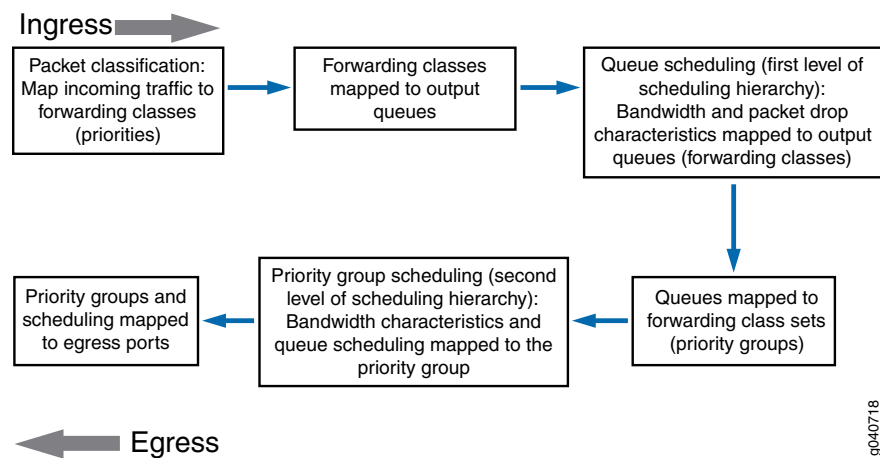 Ingress
Packet classification:
Map incoming traffic to
forwarding classes
(priorities)
Forwarding classes
mapped to output
queues
Queue scheduling (first level of
scheduling hierarchy):
Bandwidth and packet drop
characteristics mapped to output
queues (forwarding classes)
Queues mapped to
forwarding class sets
(priority groups)
Priority group scheduling (second
level of scheduling hierarchy):
Bandwidth characteristics and
queue scheduling mapped to the
priority group
Priority groups and
scheduling mapped
to egress ports
Egress
g040718